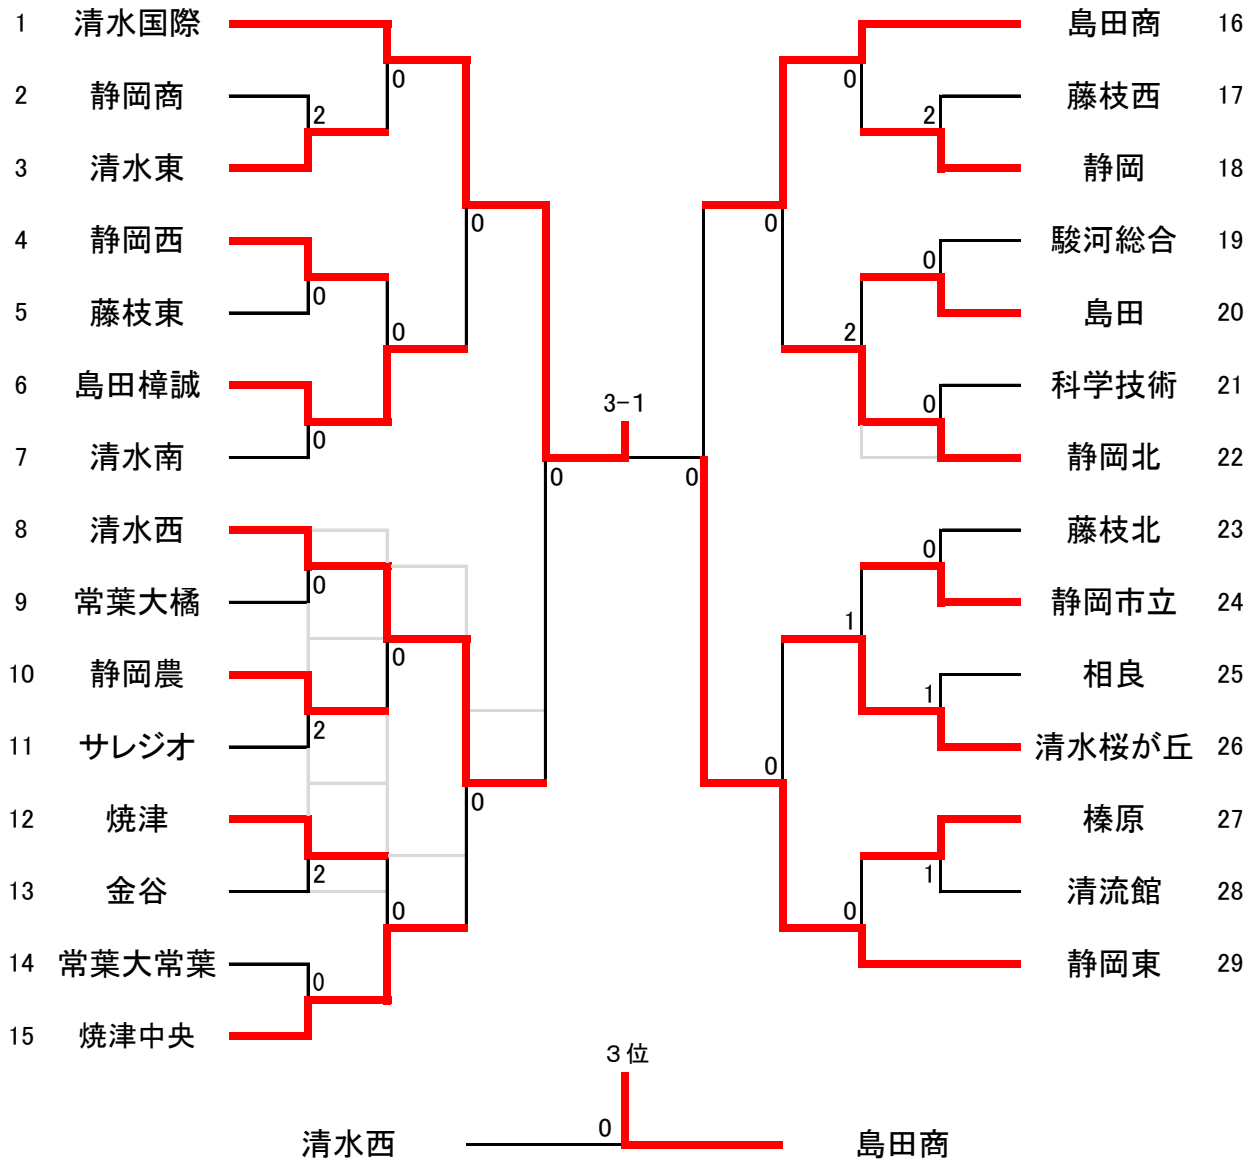 1 清水国際
0
2 静岡商
2
3 清水東
0
4 静岡西
0
5 藤枝東
0
6 島田樟誠
0
7 清水南
3-1
0
8 清水西
0
9 常葉大橘
0
10 静岡農
2
11 サレジオ
0
12 焼津
2
13 金谷
0
14 常葉大常葉
0
15 焼津中央
島田商 16
0
藤枝西 17
2
静岡 18
0
駿河総合 19
0
島田 20
2
科学技術 21
0
静岡北 22
0
藤枝北 23
0
静岡市立 24
1
相良 25
1
清水桜が丘 26
0
榛原 27
1
清流館 28
0
静岡東 29
３位
清水西 0 島田商